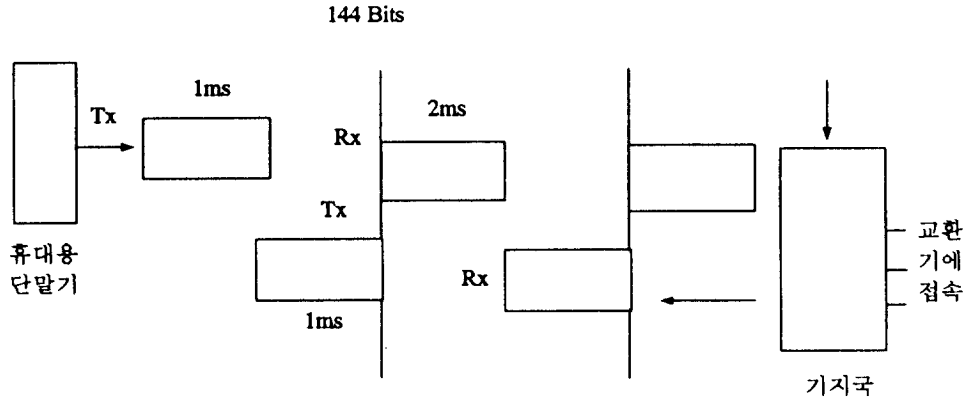 144 Bits
1ms
2ms
Tx
Rx
Tx
휴대용
단말기
1ms
Rx
교환
기에
접속
기지국